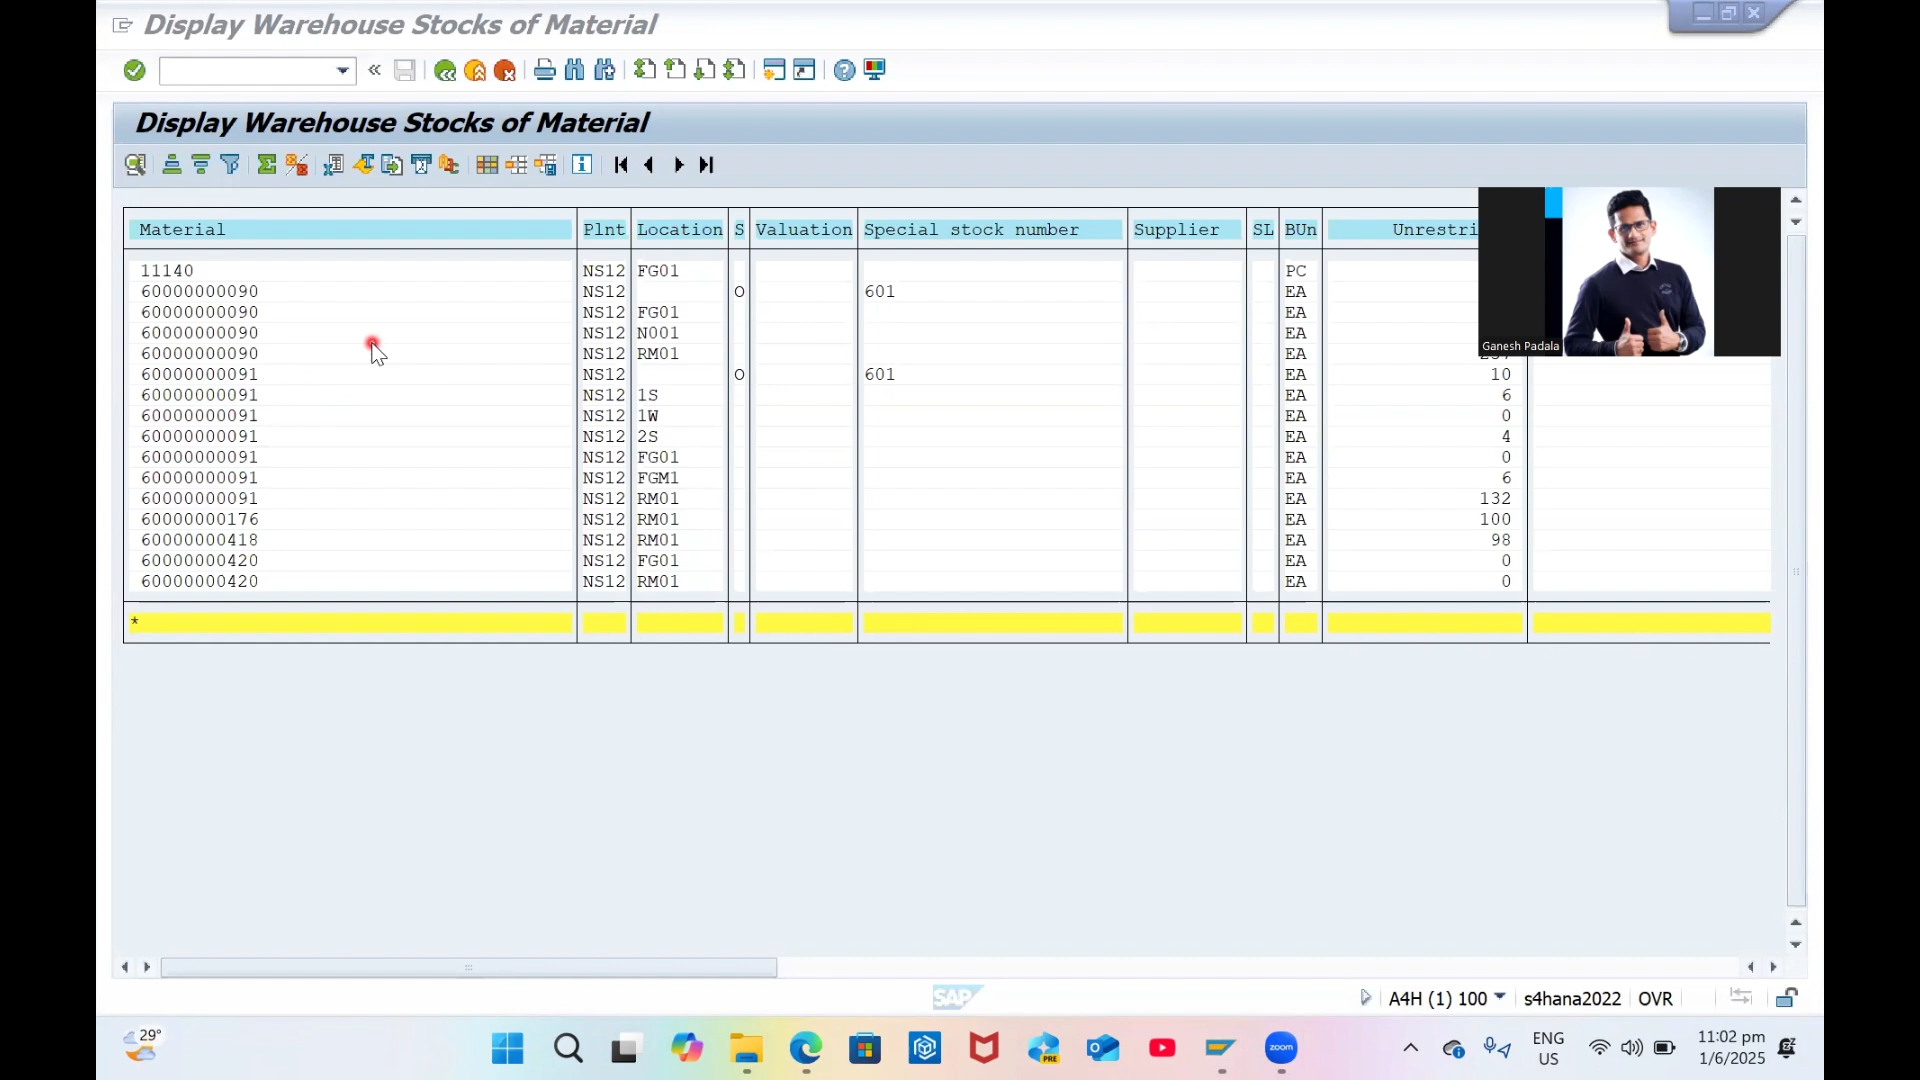 Display Warehouse Stocks of Material
Display Warehouse Stocks of Material
Material Plnt Location S Valuation Special stock number Supplier SL BUn Unrestri
11140 NS12 FG01 PC
60000000090 NS12 O 601 EA
60000000090 NS12 FG01 EA
60000000090 NS12 N001 EA
60000000090 NS12 RM01 EA
60000000091 NS12 O 601 EA 10
60000000091 NS12 1S EA 6
60000000091 NS12 1W EA 0
60000000091 NS12 2S EA 4
60000000091 NS12 FG01 EA 0
60000000091 NS12 FGM1 EA 6
60000000091 NS12 RM01 EA 132
60000000176 NS12 RM01 EA 100
60000000418 NS12 RM01 EA 98
60000000420 NS12 FG01 EA 0
60000000420 NS12 RM01 EA 0
*
Ganesh Padala
SAP
A4H (1) 100 s4hana2022 OVR
29°
PRE
zoom
ENG
US
11:02 pm
1/6/2025